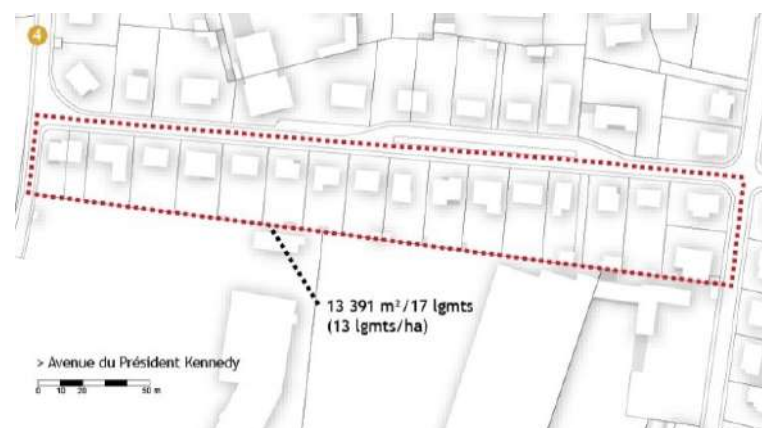 4
13 391 m²/17 lgmts
(13 lgmts/ha)
> Avenue du Président Kennedy
0 10 20 50 m